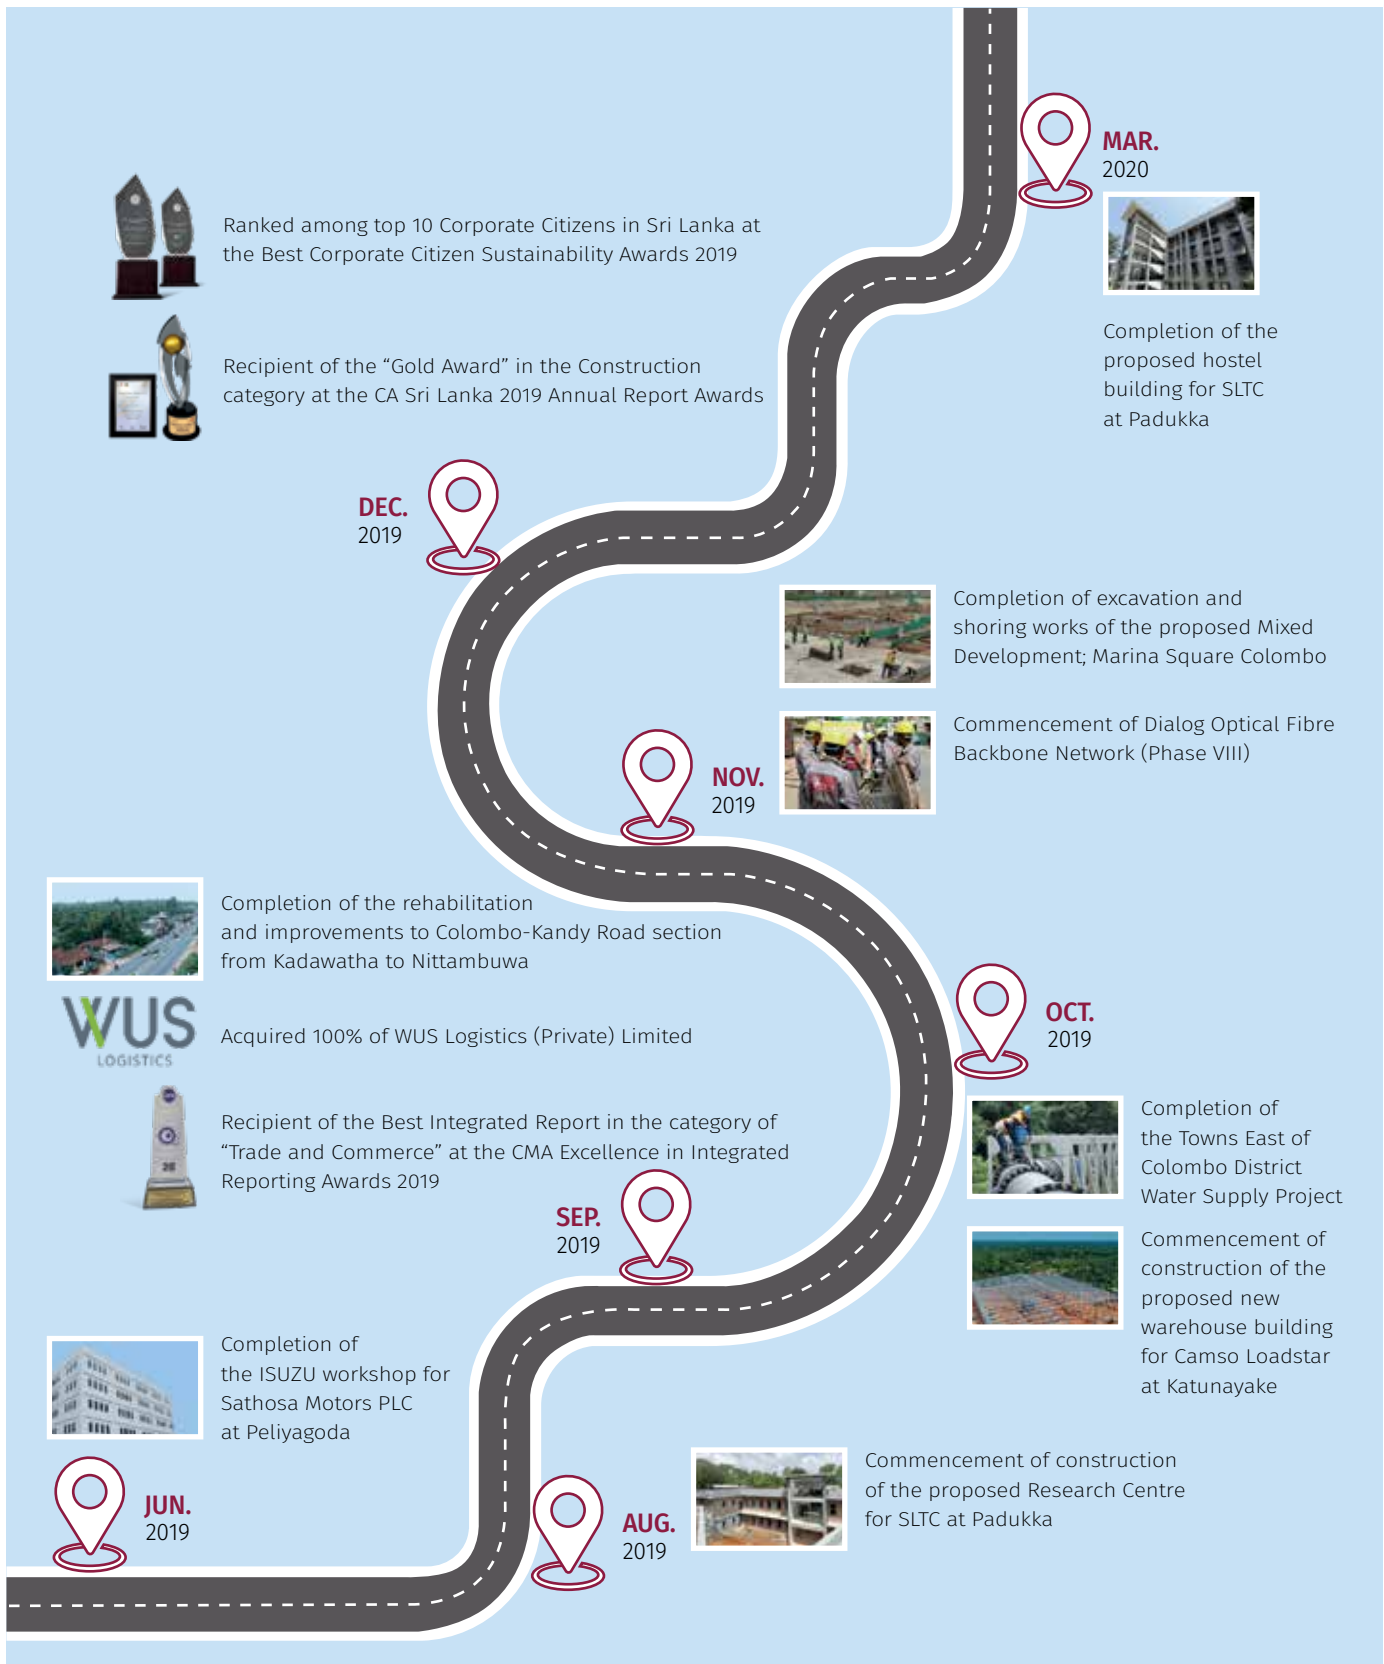 MAR.
2020
Completion of the
proposed hostel
building for SLTC
at Padukka
Ranked among top 10 Corporate Citizens in Sri Lanka at
the Best Corporate Citizen Sustainability Awards 2019
Recipient of the “Gold Award” in the Construction
category at the CA Sri Lanka 2019 Annual Report Awards
DEC.
2019
Completion of excavation and
shoring works of the proposed Mixed
Development; Marina Square Colombo
Commencement of Dialog Optical Fibre
Backbone Network (Phase VIII)
NOV.
2019
Completion of the rehabilitation
and improvements to Colombo-Kandy Road section
from Kadawatha to Nittambuwa
WUS
LOGISTICS
Acquired 100% of WUS Logistics (Private) Limited
Recipient of the Best Integrated Report in the category of
“Trade and Commerce” at the CMA Excellence in Integrated
Reporting Awards 2019
SEP.
2019
OCT.
2019
Completion of
the Towns East of
Colombo District
Water Supply Project
Commencement of
construction of the
proposed new
warehouse building
for Camso Loadstar
at Katunayake
Completion of
the ISUZU workshop for
Sathosa Motors PLC
at Peliyagoda
JUN.
2019
AUG.
2019
Commencement of construction
of the proposed Research Centre
for SLTC at Padukka